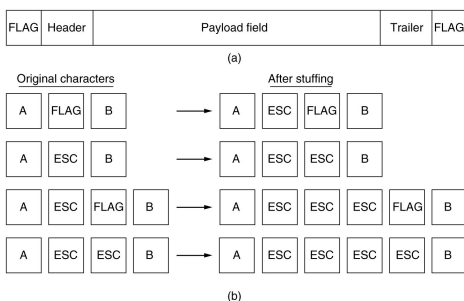 FLAG Header Payload field Trailer FLAG
(a)
Original characters After stuffing
A FLAG B A ESC FLAG B
A ESC B A ESC ESC B
A ESC FLAG B A ESC ESC ESC FLAG B
A ESC ESC B A ESC ESC ESC ESC B
(b)